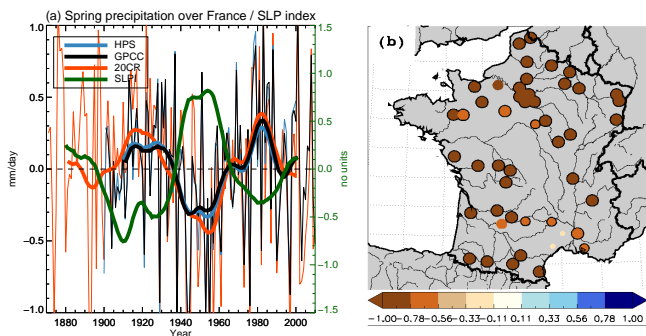 (a) Spring precipitation over France / SLP index
HPS
GPCC
20CR
SLPI
1.0
0.5
0.0
−0.5
−1.0
mm/day
1880 1900 1920 1940 1960 1980 2000
Year
1.5
1.0
0.5
0.0
−0.5
−1.0
−1.5
no units
(b)
−1.00 −0.78 −0.56 −0.33 −0.11 0.11 0.33 0.56 0.78 1.00